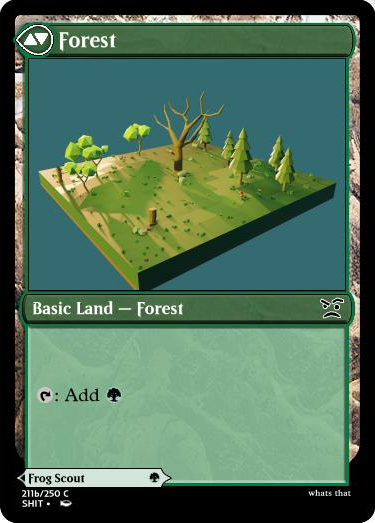 Forest
Basic Land — Forest
: Add
Frog Scout
211b/250 C
SHIT •
whats that